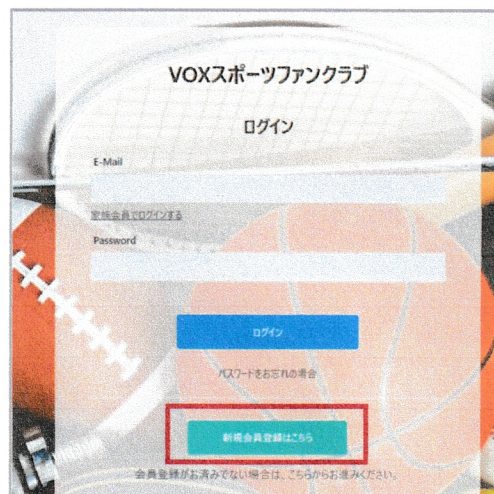 VOXスポーツファンクラブ
ログイン
E-Mail
家族会員でログインする
Password
ログイン
パスワードをお忘れの場合
新規会員登録はこちら
会員登録がお済みでない場合は、こちらからお進みください。